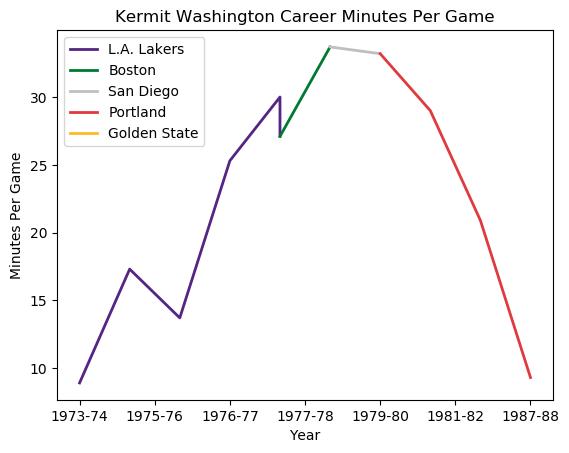 Kermit Washington Career Minutes Per Game
L.A. Lakers
Boston
San Diego
Portland
Golden State
Minutes Per Game
30
25
20
15
10
1973-74 1975-76 1976-77 1977-78 1979-80 1981-82 1987-88
Year